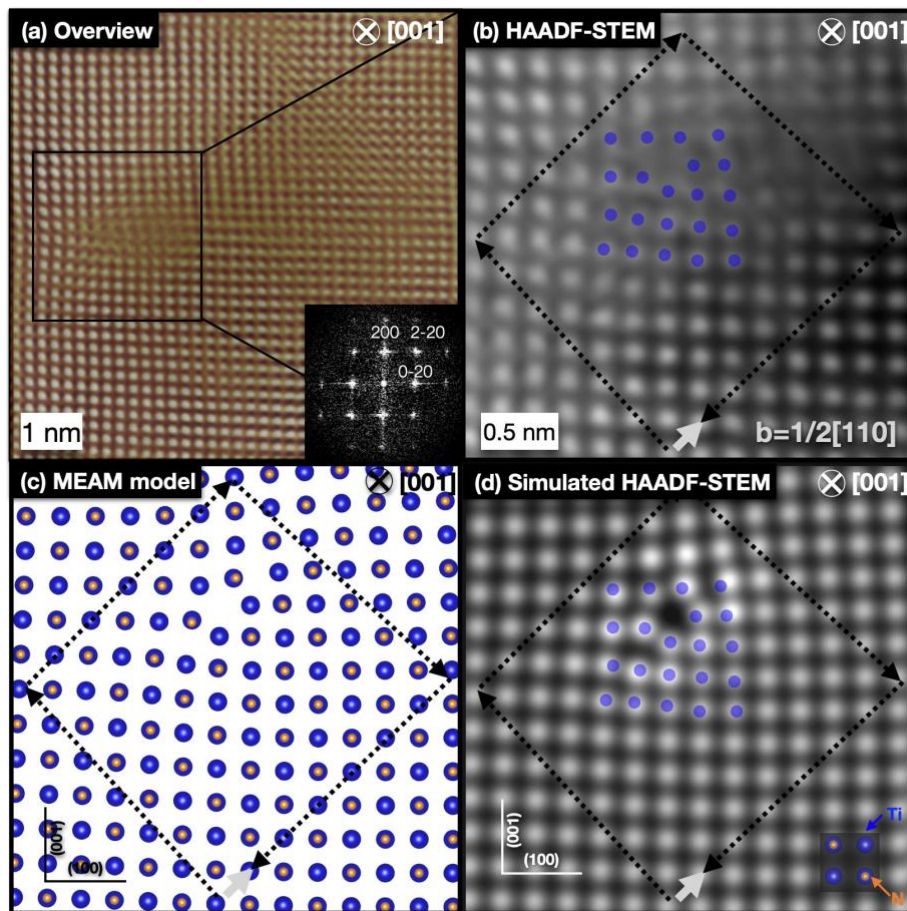 (a) Overview
[001]
200 2-20
0-20
1 nm
(b) HAADF-STEM
[001]
0.5 nm
b=1/2[110]
(c) MEAM model
[001]
(001)
(100)
(d) Simulated HAADF-STEM
[001]
(001)
(100)
Ti
N